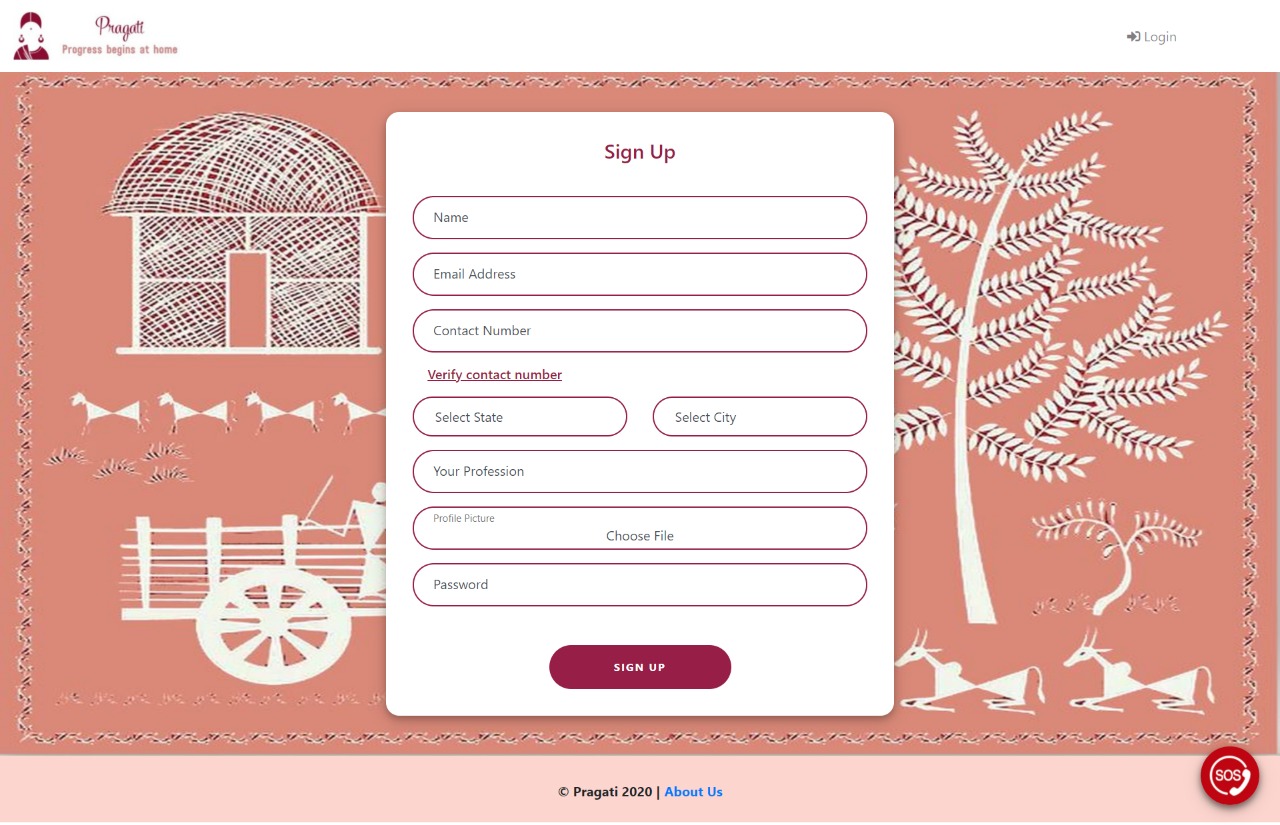 Pragati
Progress begins at home
Login
Sign Up
Name
Email Address
Contact Number
Verify contact number
Select State
Select City
Your Profession
Profile Picture
Choose File
Password
SIGN UP
© Pragati 2020 | About Us
SOS